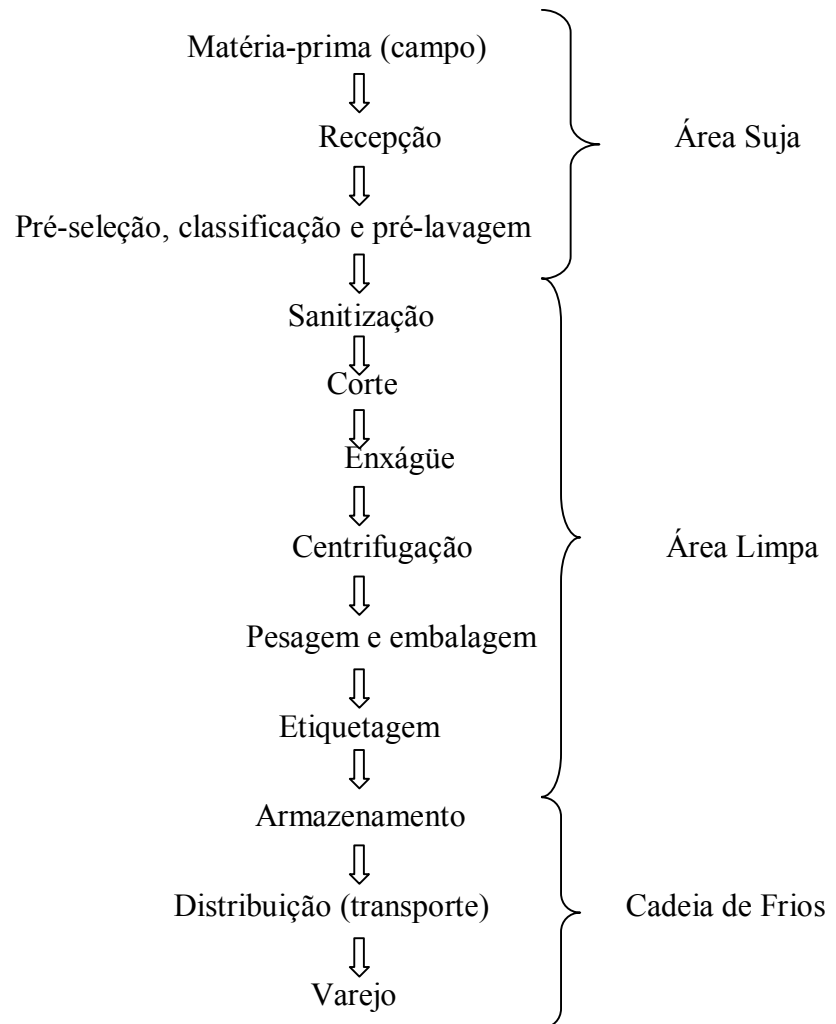 Matéria-prima (campo)
Recepção
Área Suja
Pré-seleção, classificação e pré-lavagem
Sanitização
Corte
Enxágüe
Centrifugação
Área Limpa
Pesagem e embalagem
Etiquetagem
Armazenamento
Distribuição (transporte)
Cadeia de Frios
Varejo